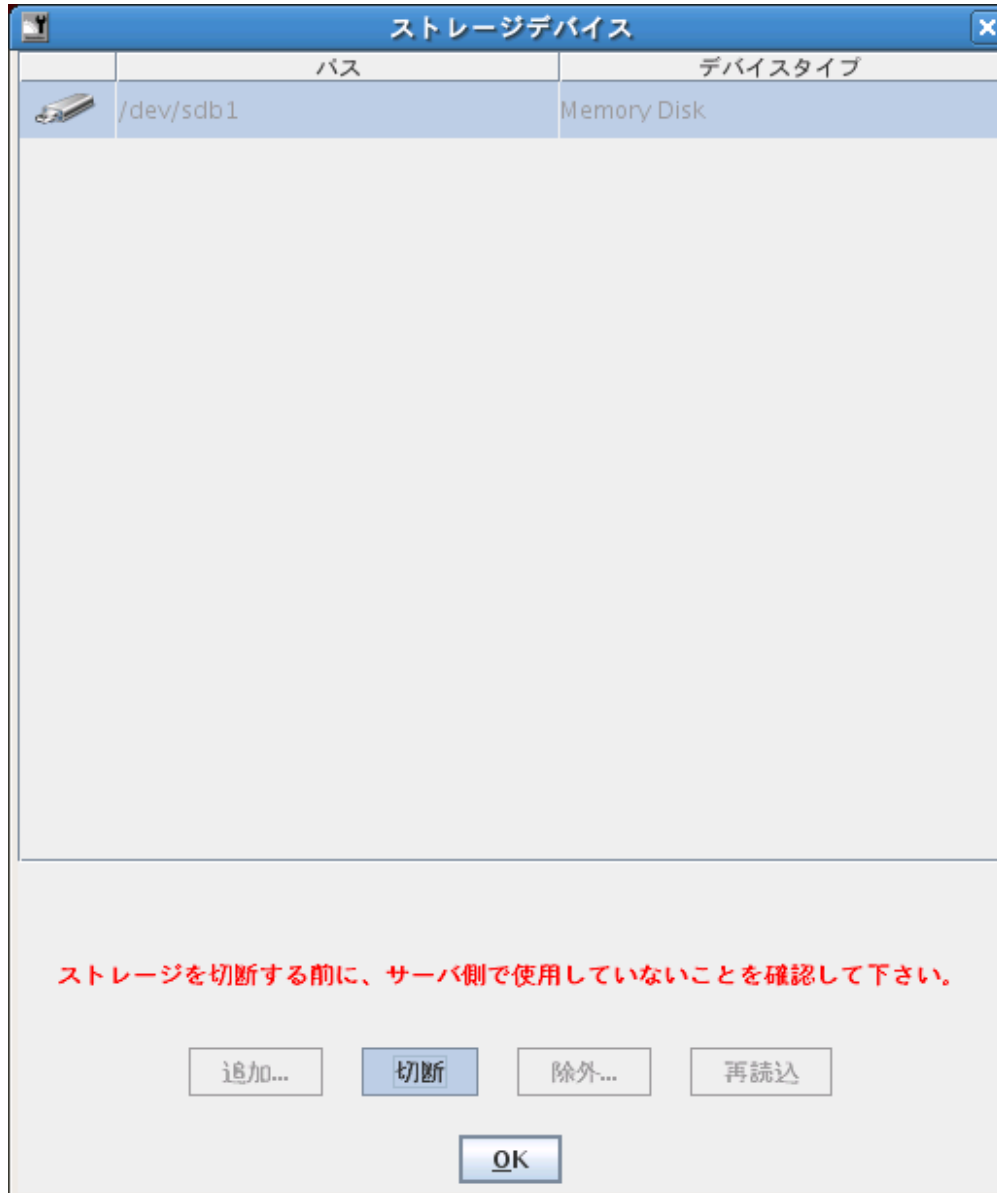 ストレージデバイス
パス デバイスタイプ
/dev/sdb1 Memory Disk
ストレージを切断する前に、サーバ側で使用していないことを確認して下さい。
追加... 切断 除外... 再読込
OK